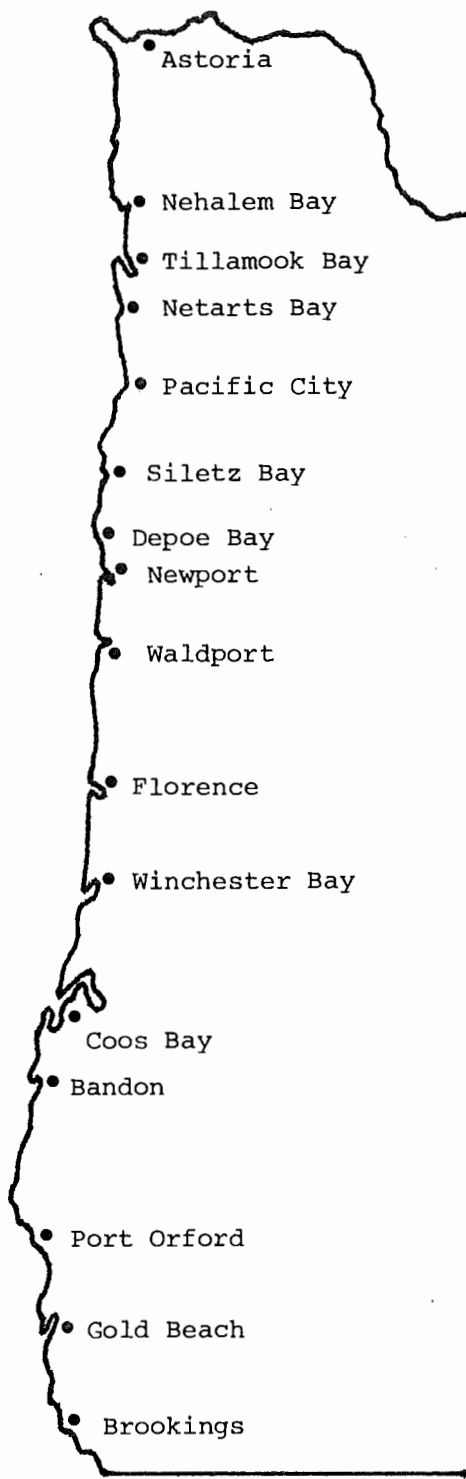 Astoria
Nehalem Bay
Tillamook Bay
Netarts Bay
Pacific City
Siletz Bay
Depoe Bay
Newport
Waldport
Florence
Winchester Bay
Coos Bay
Bandon
Port Orford
Gold Beach
Brookings